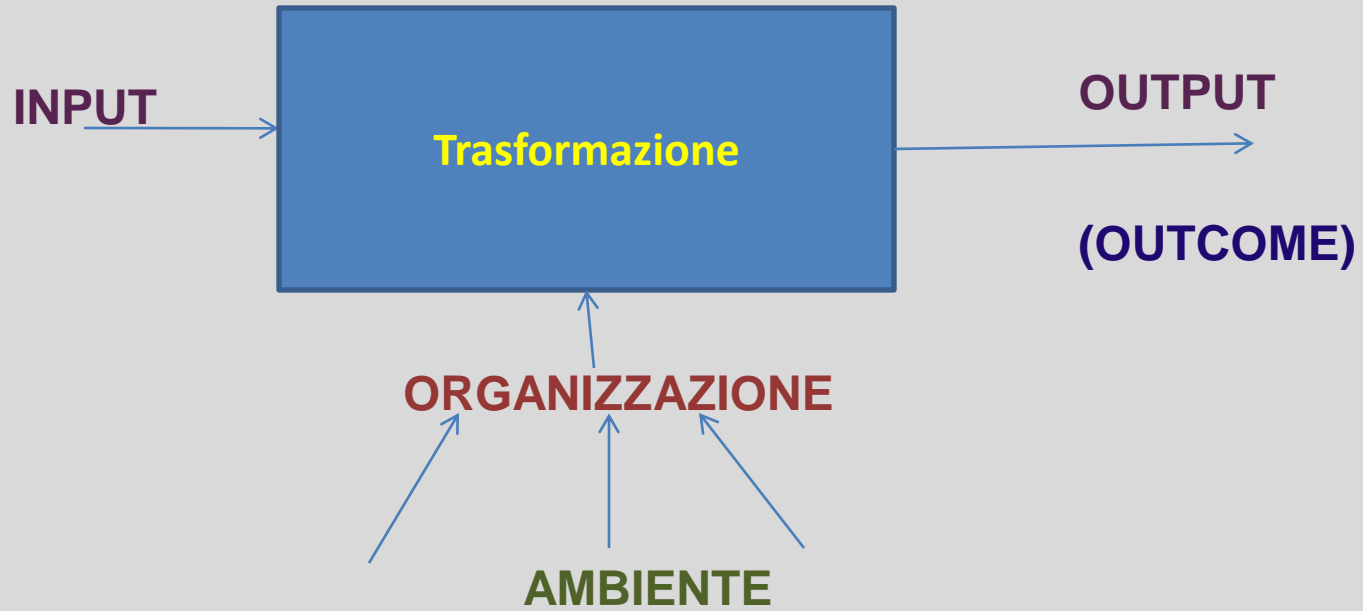 INPUT
Trasformazione
OUTPUT
(OUTCOME)
ORGANIZZAZIONE
AMBIENTE